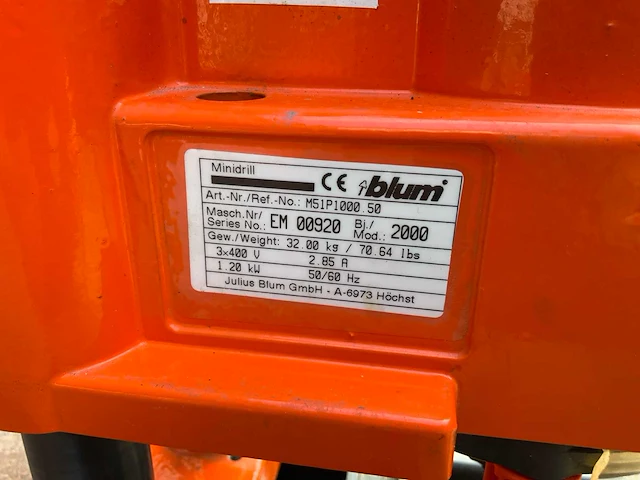 Minidrill
CE blum
Art.-Nr./Ref.-No.: M51P1000.50
Masch.Nr/ Series No.: EM 00920 Bj./ Mod.: 2000
Gew./Weight: 32.00 kg / 70.64 lbs
3x400 V 2.85 A
1.20 kW 50/60 Hz
Julius Blum GmbH - A-6973 Höchst